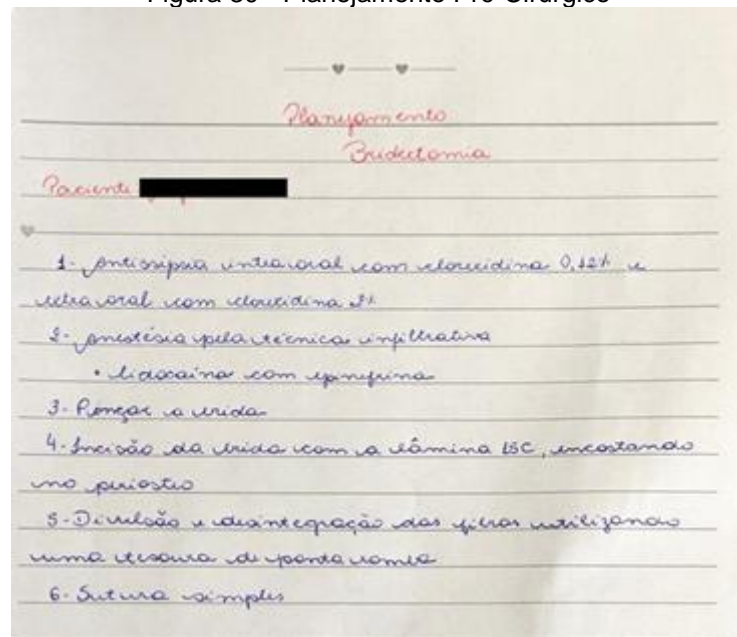 Figura 30 - Planejamento Pré-Cirúrgico
Planejamento
Bridectomia
Paciente
1- Antissipsia intraoral com clorexidina 0,12% e
extraoral com clorexidina 2%
2- Anestésia pela técnica infiltrativa
• lidocaína com epinefrina
3- Pinçar a brida
4- Incisão da brida com a lâmina 15C, encostando
no periósteo
5- Divulsão e desintegração das fibras utilizando
uma tesoura de ponta romba
6- Sutura simples